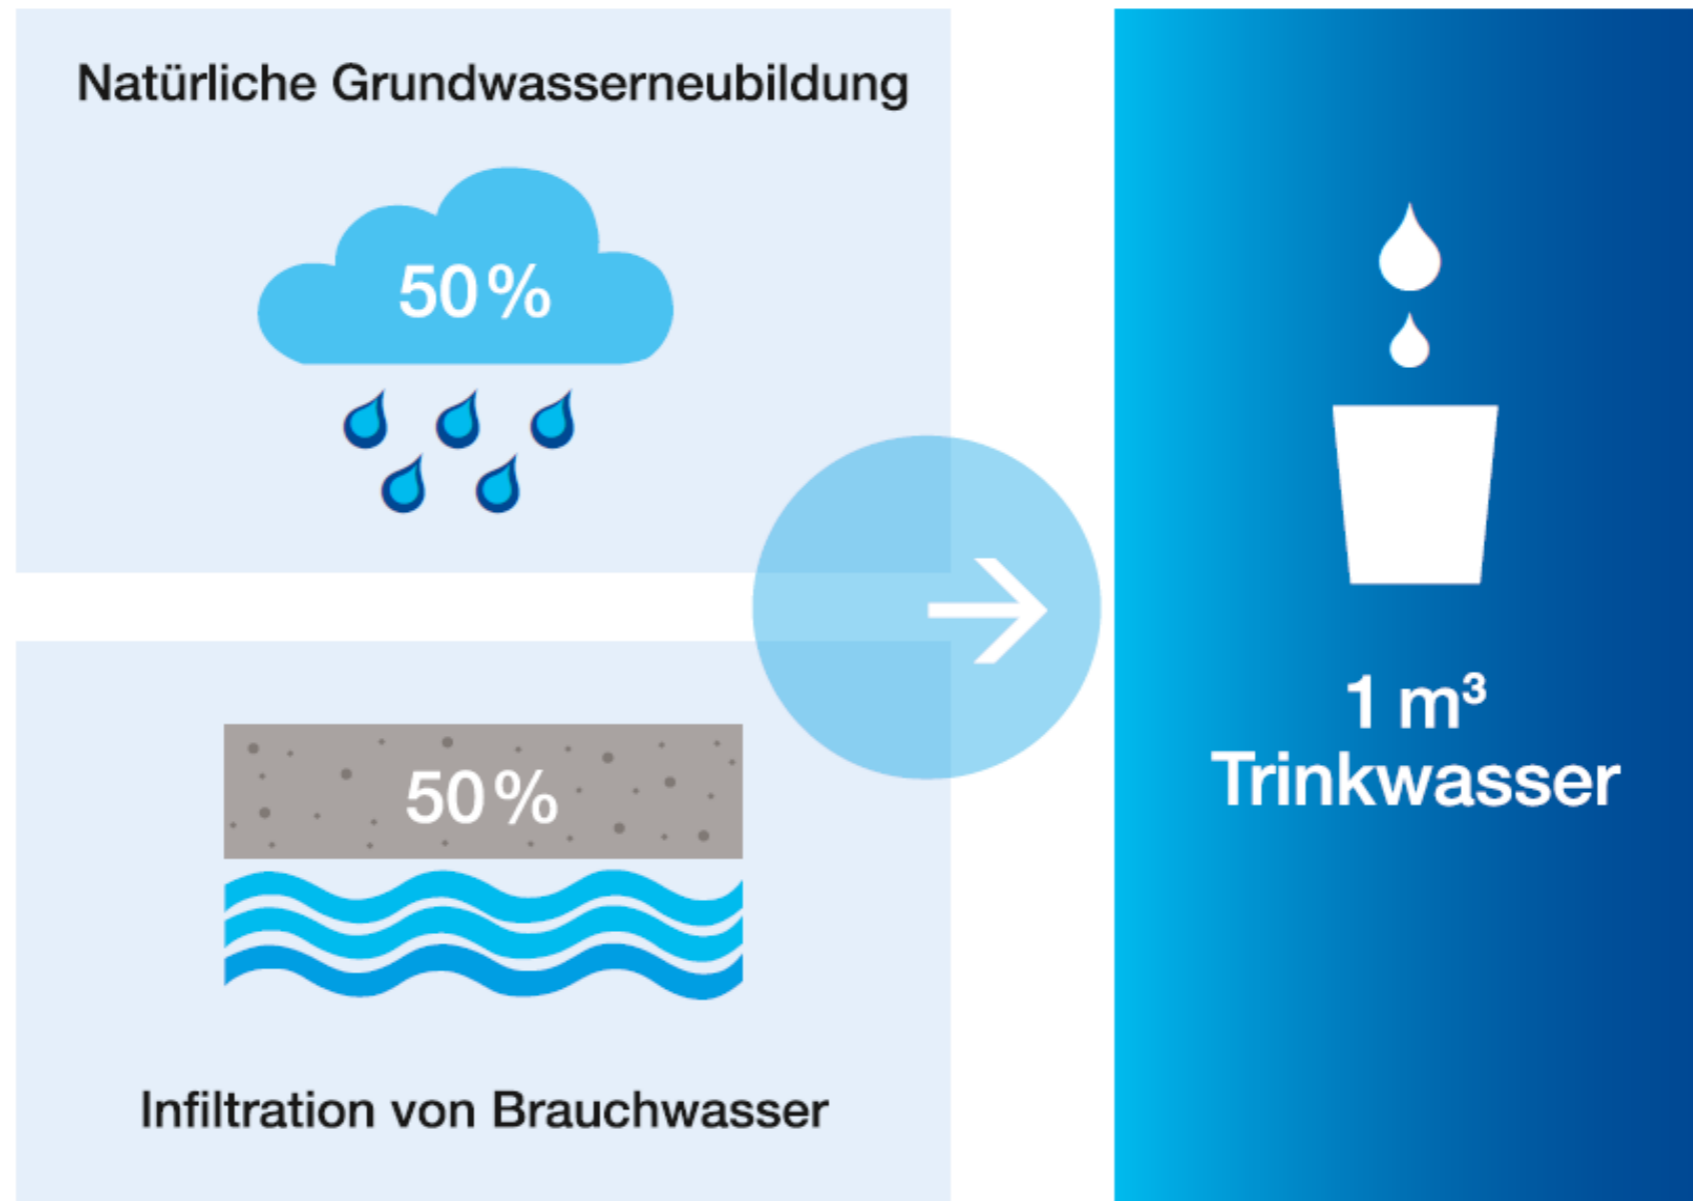 Natürliche Grundwasserneubildung
50 %
50 %
Infiltration von Brauchwasser
1 m³
Trinkwasser